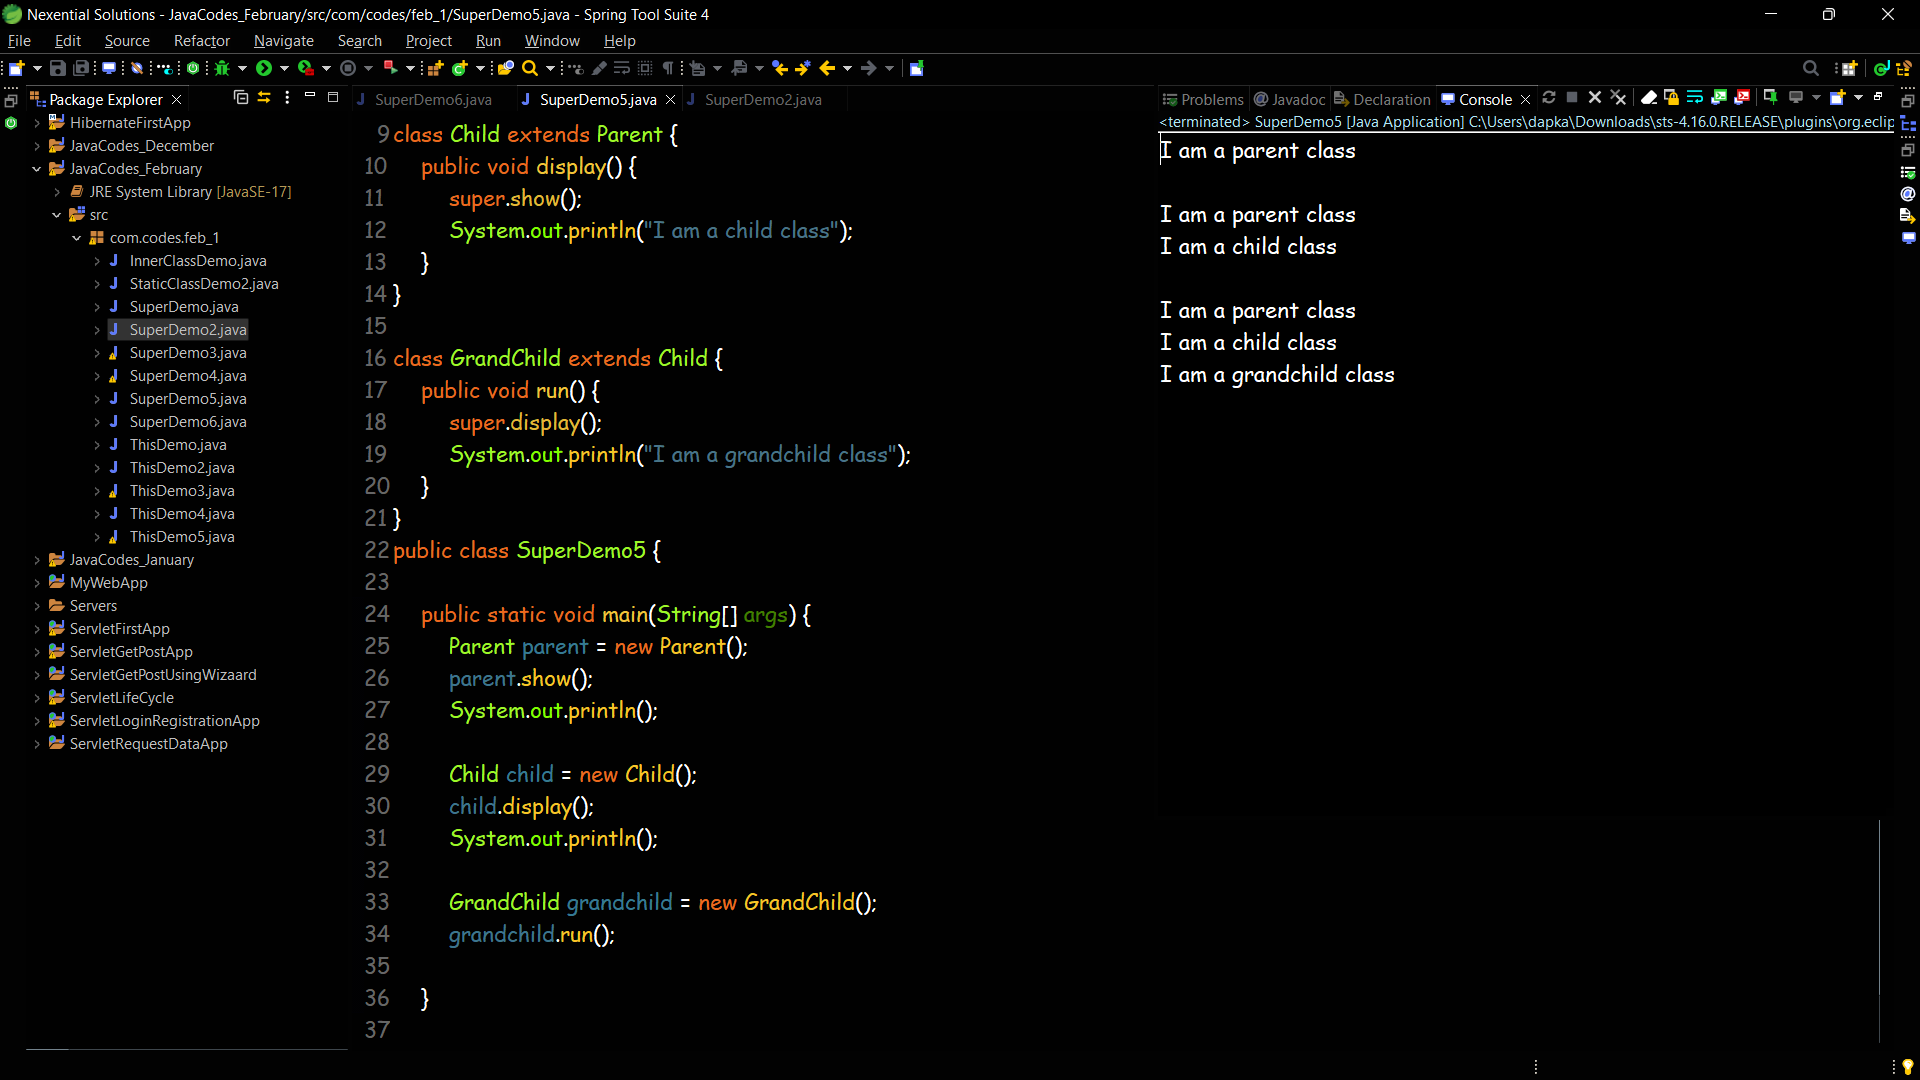 Nexential Solutions - JavaCodes_February/src/com/codes/feb_1/SuperDemo5.java - Spring Tool Suite 4
File Edit Source Refactor Navigate Search Project Run Window Help
Package Explorer
HibernateFirstApp
JavaCodes_December
JavaCodes_February
JRE System Library [JavaSE-17]
src
com.codes.feb_1
InnerClassDemo.java
StaticClassDemo2.java
SuperDemo.java
SuperDemo2.java
SuperDemo3.java
SuperDemo4.java
SuperDemo5.java
SuperDemo6.java
ThisDemo.java
ThisDemo2.java
ThisDemo3.java
ThisDemo4.java
ThisDemo5.java
JavaCodes_January
MyWebApp
Servers
ServletFirstApp
ServletGetPostApp
ServletGetPostUsingWizaard
ServletLifeCycle
ServletLoginRegistrationApp
ServletRequestDataApp
SuperDemo6.java SuperDemo5.java SuperDemo2.java
9 class Child extends Parent {
10 public void display() {
11 super.show();
12 System.out.println("I am a child class");
13 }
14 }
15
16 class GrandChild extends Child {
17 public void run() {
18 super.display();
19 System.out.println("I am a grandchild class");
20 }
21 }
22 public class SuperDemo5 {
23
24 public static void main(String[] args) {
25 Parent parent = new Parent();
26 parent.show();
27 System.out.println();
28
29 Child child = new Child();
30 child.display();
31 System.out.println();
32
33 GrandChild grandchild = new GrandChild();
34 grandchild.run();
35
36 }
37
Problems Javadoc Declaration Console
<terminated> SuperDemo5 [Java Application] C:\Users\dapka\Downloads\sts-4.16.0.RELEASE\plugins\org.eclip
I am a parent class
I am a parent class
I am a child class
I am a parent class
I am a child class
I am a grandchild class